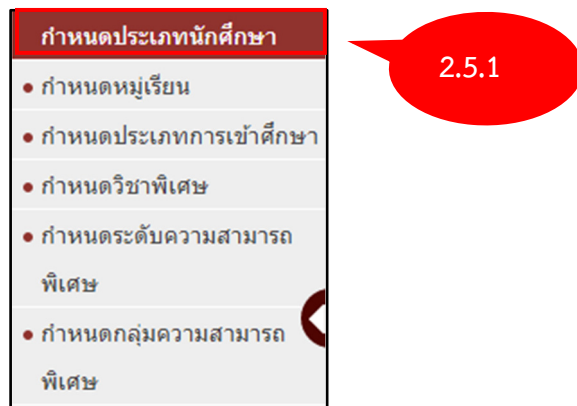 กำหนดประเภทนักศึกษา
2.5.1
กำหนดหมู่เรียน
กำหนดประเภทการเข้าศึกษา
กำหนดวิชาพิเศษ
กำหนดระดับความสามารถ
พิเศษ
กำหนดกลุ่มความสามารถ
พิเศษ